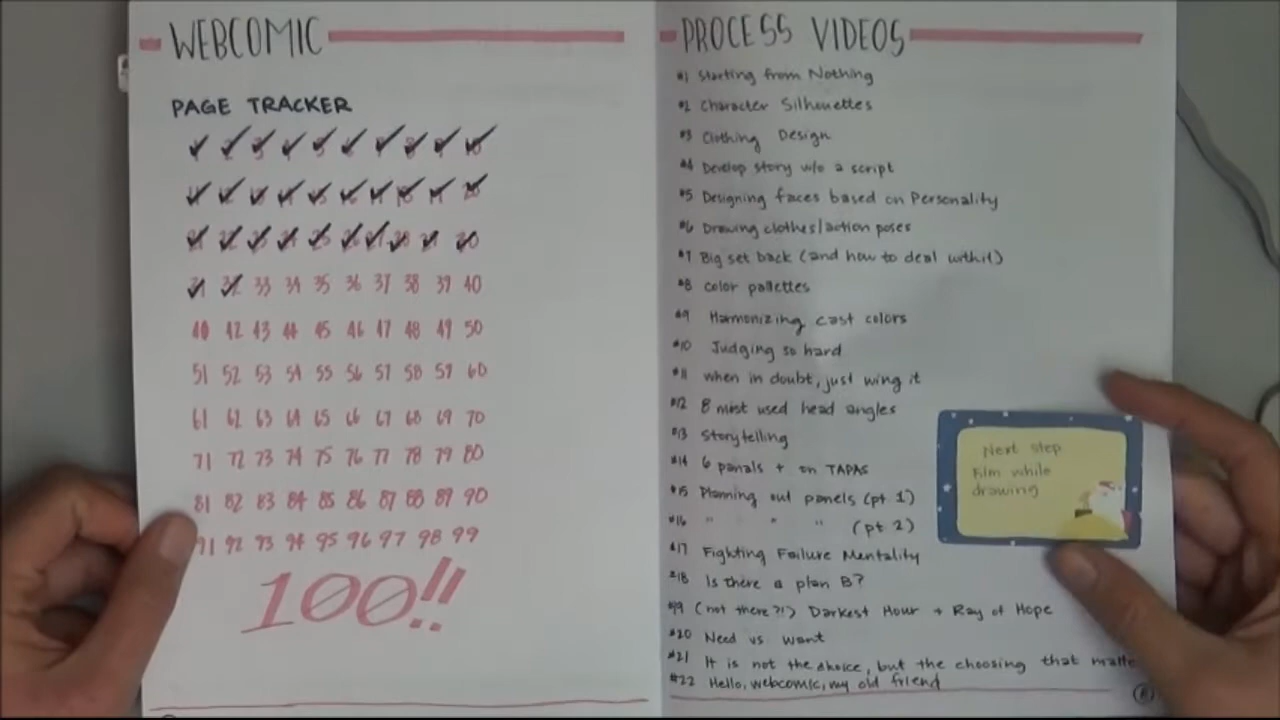 WEBCOMIC
PAGE TRACKER
33 34 35 36 37 38 39 40
40 42 43 44 45 46 47 48 49 50
51 52 53 54 55 56 57 58 59 60
61 62 63 64 65 66 67 68 69 70
71 72 73 74 75 76 77 78 79 80
81 82 83 84 85 86 87 88 89 90
91 92 93 94 95 96 97 98 99
100!!
PROCESS VIDEOS
#1 Starting from Nothing
#2 Character Silhouettes
#3 Clothing Design
#4 Develop story w/o a script
#5 Designing faces based on Personality
#6 Drawing clothes/action poses
#7 Big set back (and how to deal with it)
#8 color pallettes
#9 Harmonizing cast colors
#10 Judging so hard
#11 when in doubt, just wing it
#12 8 most used head angles
#13 Storytelling
#14 6 panals + on TAPAS
#15 Planning out panels (pt 1)
#16 " " " (pt 2)
#17 Fighting Failure Mentality
#18 Is there a plan B?
#19 (not there?!) Darkest Hour + Ray of Hope
#20 Need vs want
#21 It is not the choice, but the choosing that matte
#22 Hello, webcomic, my old friend
Next step
Film while
drawing